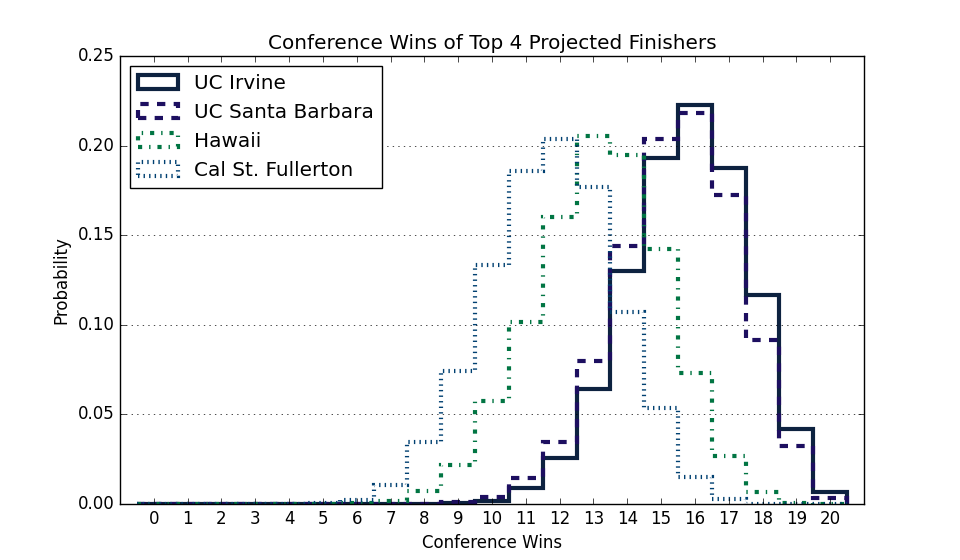 Conference Wins of Top 4 Projected Finishers
0.25
0.20
0.15
0.10
0.05
0.00
Probability
UC Irvine
UC Santa Barbara
Hawaii
Cal St. Fullerton
0 1 2 3 4 5 6 7 8 9 10 11 12 13 14 15 16 17 18 19 20
Conference Wins